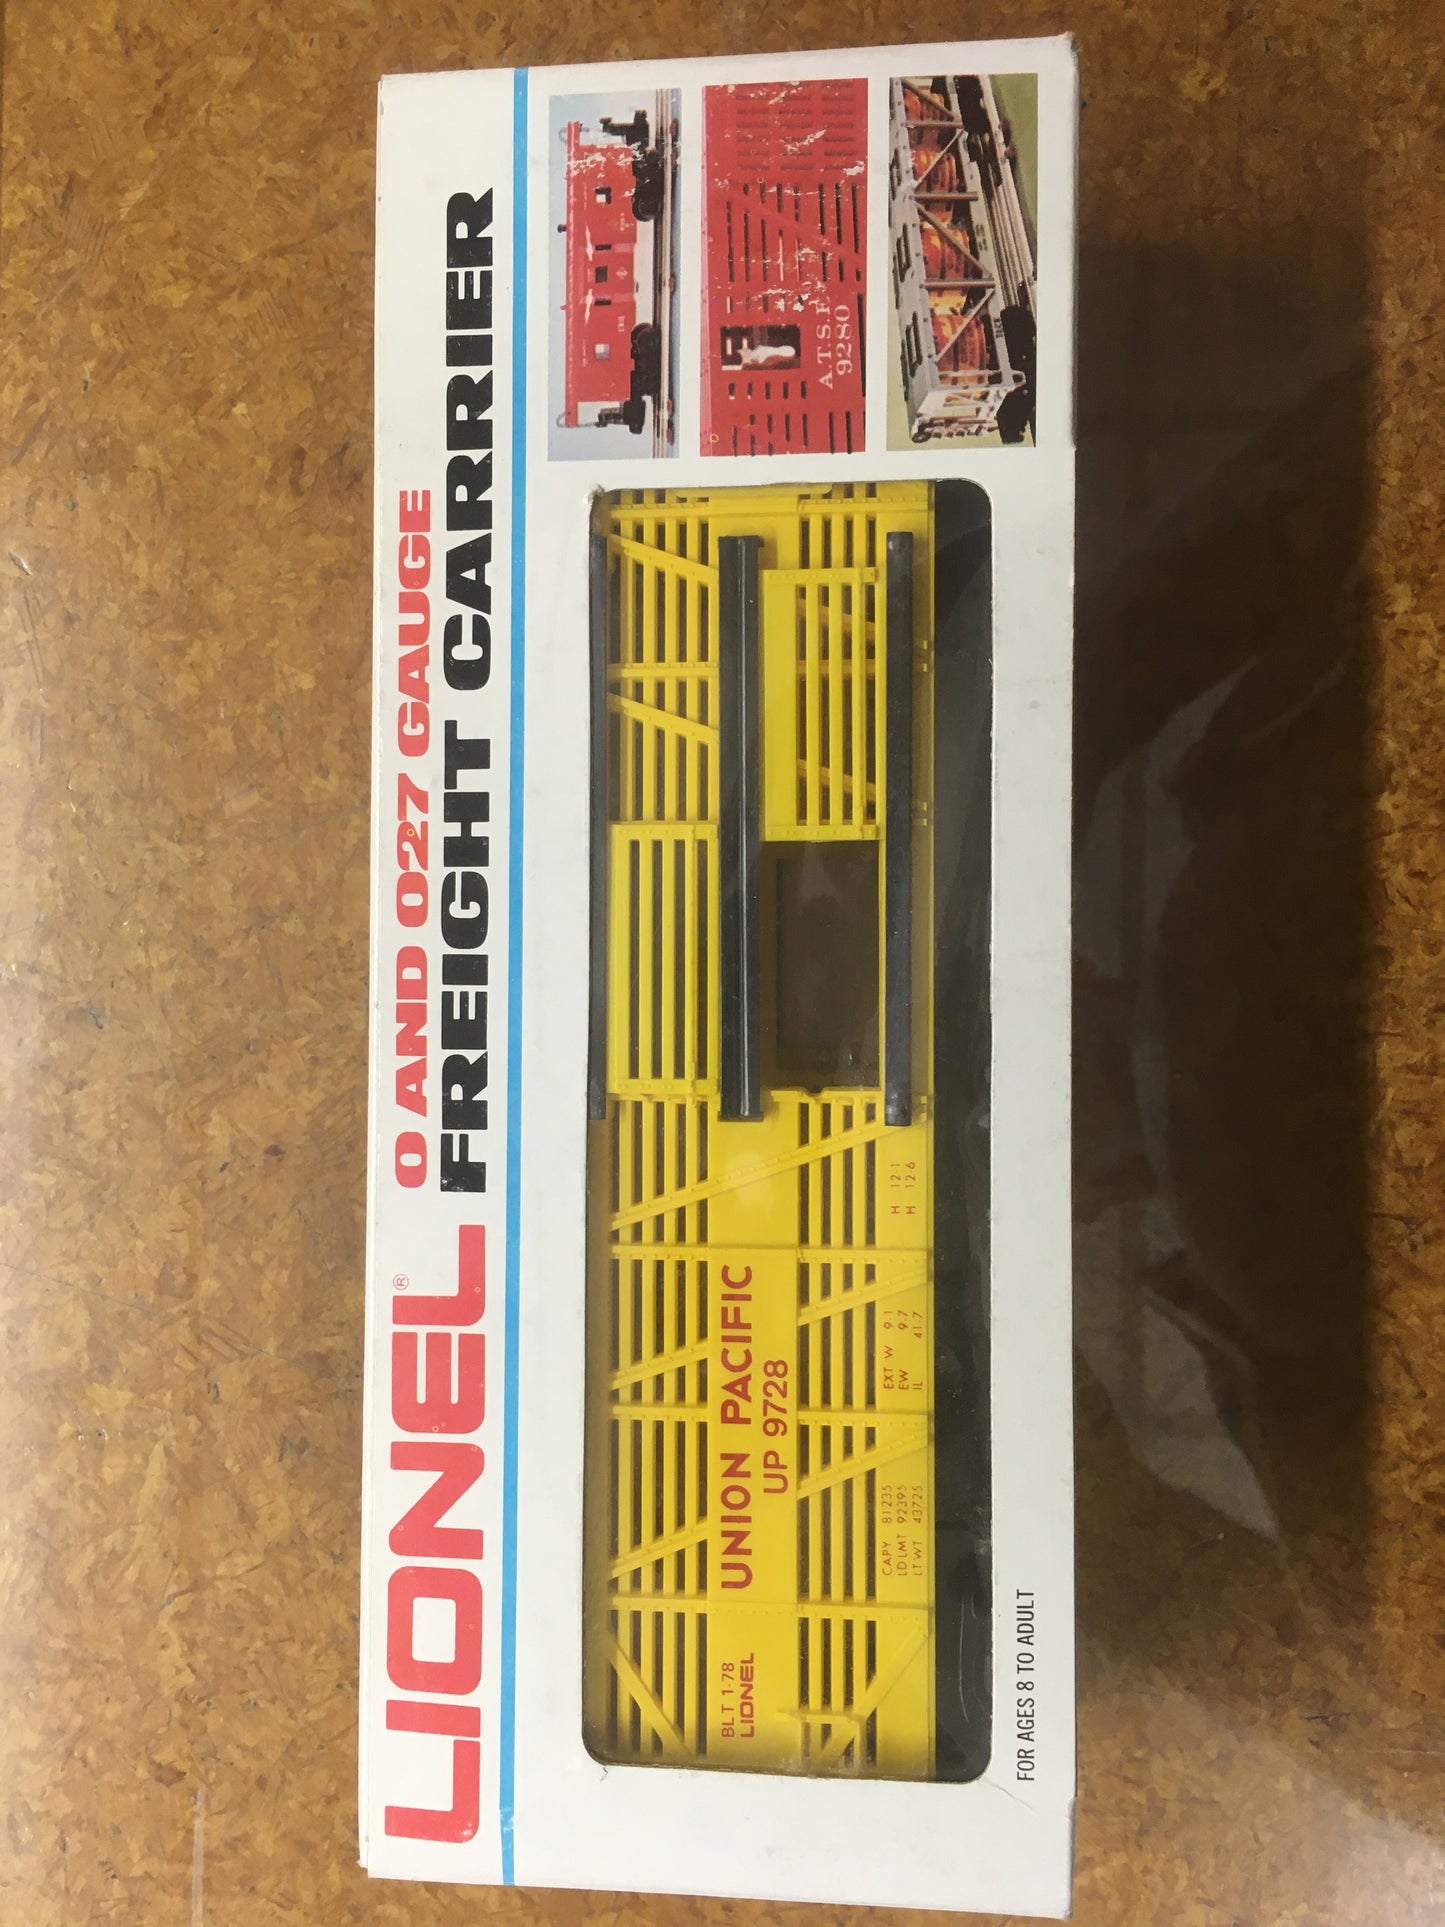 LIONEL®
O AND O27 GAUGE
FREIGHT CARRIER
A.T.S.F.
9280
BLT 1-78
LIONEL
UNION PACIFIC
UP 9728
CAPY 81235
LD LMT 92395
LT WT 43725
EXT W 9.1
EW 9.7
IL 41.7
H 12.1
H 12.6
FOR AGES 8 TO ADULT